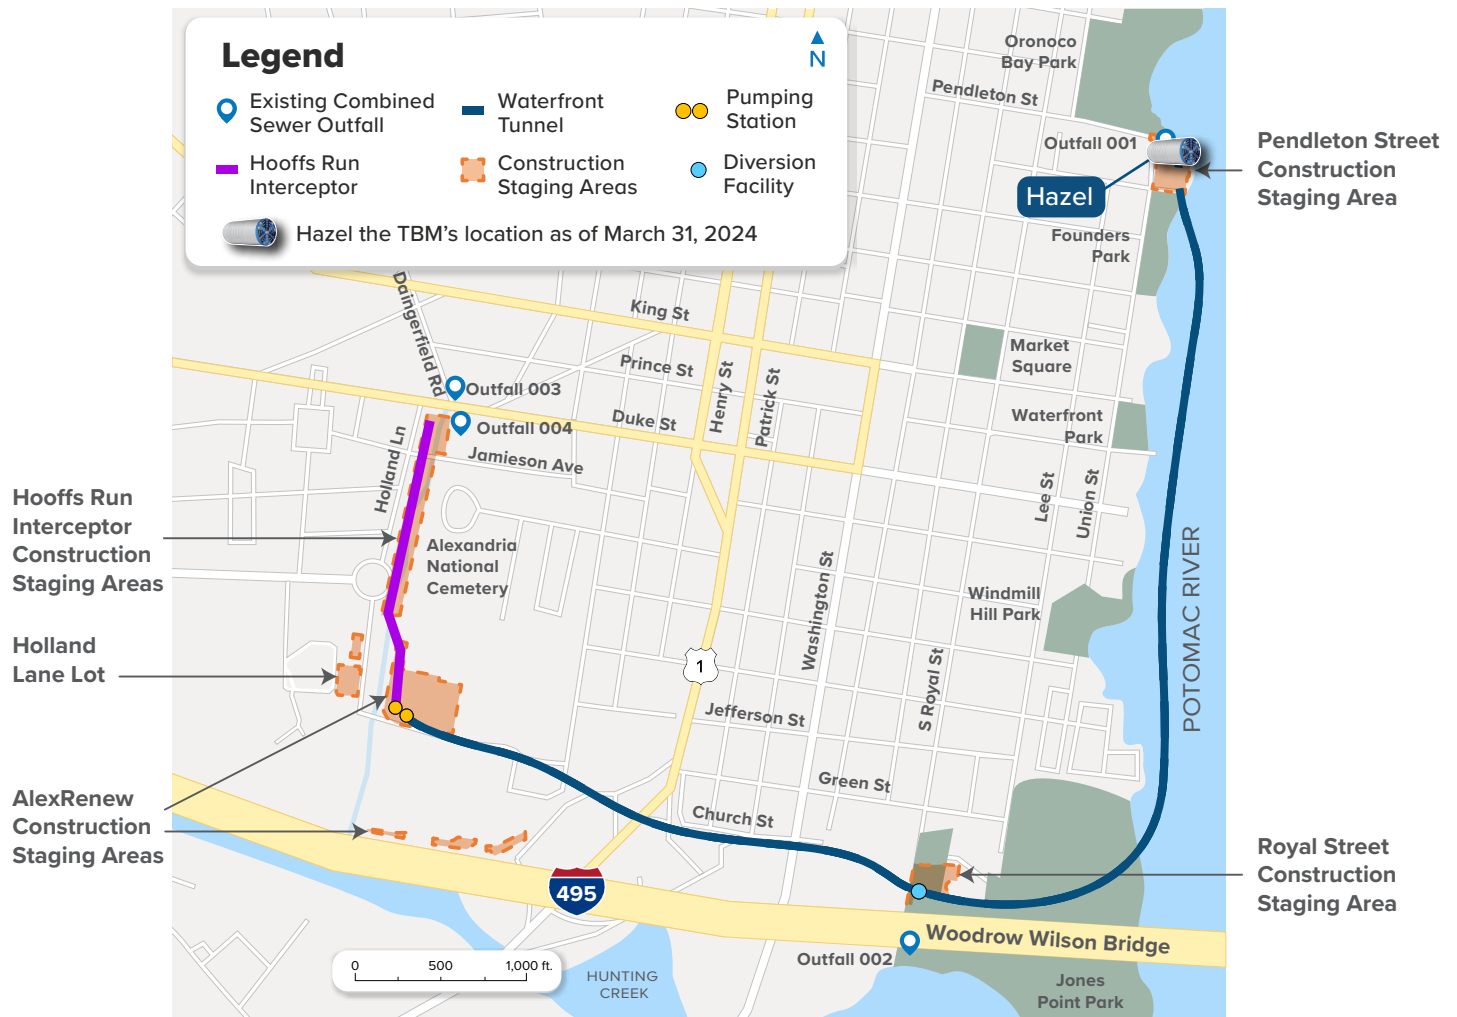 Legend
N
Existing Combined
Sewer Outfall
Waterfront
Tunnel
Pumping
Station
Hooffs Run
Interceptor
Construction
Staging Areas
Diversion
Facility
Hazel the TBM's location as of March 31, 2024
Oronoco
Bay Park
Pendleton St
Outfall 001
Hazel
Pendleton Street
Construction
Staging Area
Founders
Park
Daingerfield Rd
King St
Prince St
Henry St
Patrick St
Market
Square
Outfall 003
Outfall 004
Duke St
Waterfront
Park
Jamieson Ave
Holland Ln
Lee St
Union St
Hooffs Run
Interceptor
Construction
Staging Areas
Alexandria
National
Cemetery
Washington St
Windmill
Hill Park
POTOMAC RIVER
Holland
Lane Lot
1
S Royal St
Jefferson St
Green St
Church St
AlexRenew
Construction
Staging Areas
Royal Street
Construction
Staging Area
495
Woodrow Wilson Bridge
Outfall 002
0 500 1,000 ft.
HUNTING
CREEK
Jones
Point Park